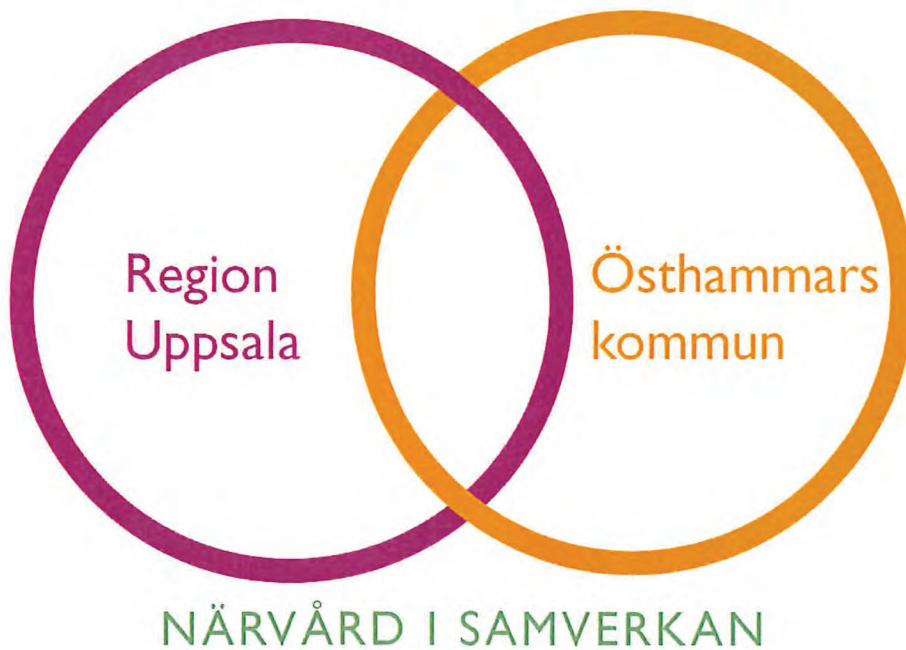 Region
Uppsala
Östhammars
kommun
NÄRVÅRD I SAMVERKAN